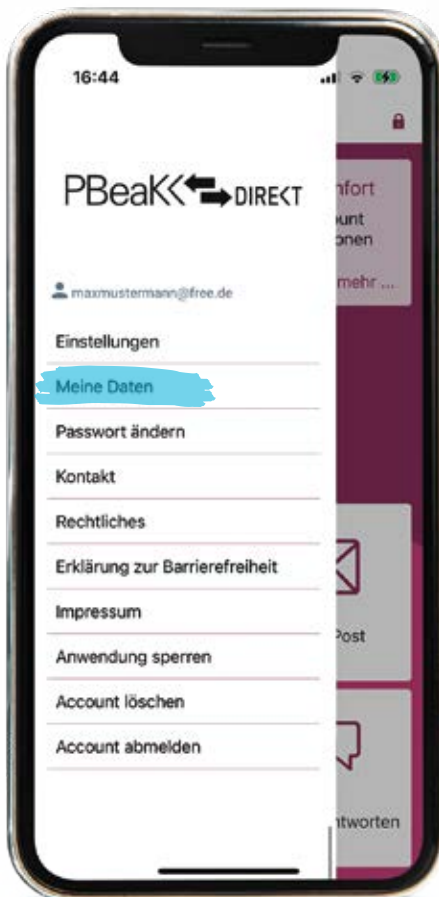 16:44
PBeaK DIREKT
maxmustermann@free.de
Einstellungen
Meine Daten
Passwort ändern
Kontakt
Rechtliches
Erklärung zur Barrierefreiheit
Impressum
Anwendung sperren
Account löschen
Account abmelden
nfort
ount
onen
mehr ...
Post
ntworten